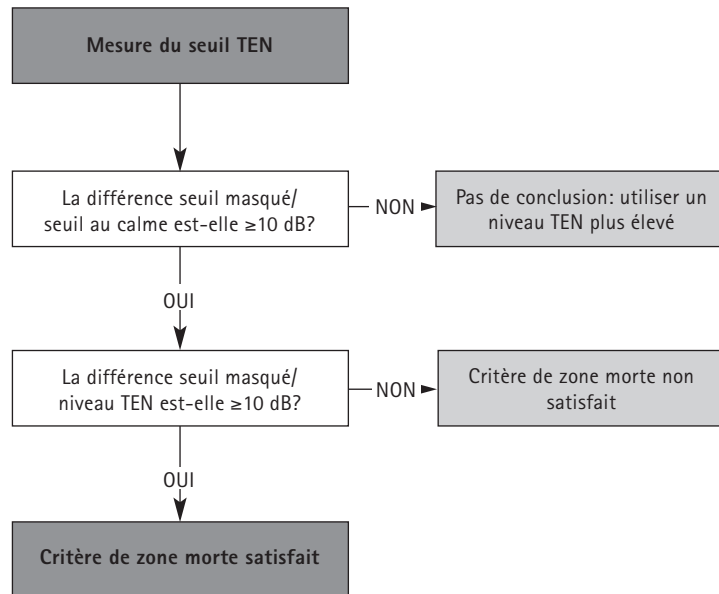 Mesure du seuil TEN
La différence seuil masqué/
seuil au calme est-elle ≥10 dB?
NON
Pas de conclusion: utiliser un
niveau TEN plus élevé
OUI
La différence seuil masqué/
niveau TEN est-elle ≥10 dB?
NON
Critère de zone morte non
satisfait
OUI
Critère de zone morte satisfait